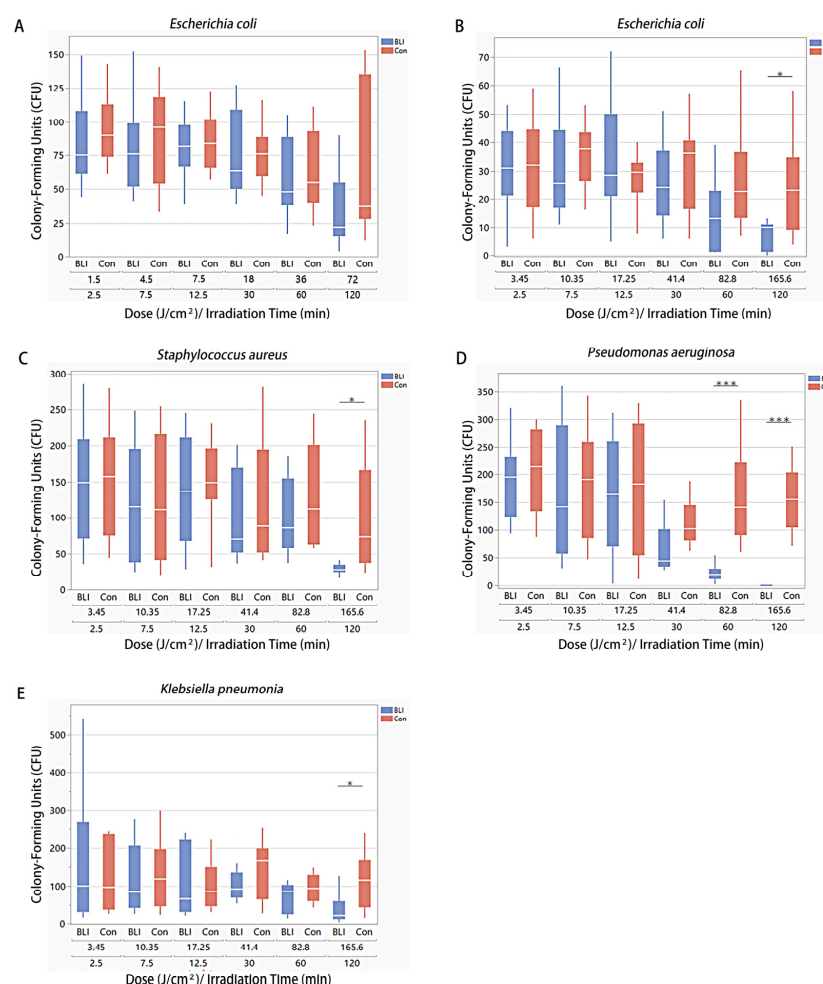 A
Escherichia coli
BLI
Con
Colony-Forming Units (CFU)
150
125
100
75
50
25
0
BLI Con BLI Con BLI Con BLI Con BLI Con BLI Con
1.5 4.5 7.5 18 36 72
2.5 7.5 12.5 30 60 120
Dose (J/cm²)/ Irradiation Time (min)
B
Escherichia coli
Colony-Forming Units (CFU)
70
60
50
40
30
20
10
0
*
BLI Con BLI Con BLI Con BLI Con BLI Con BLI Con
3.45 10.35 17.25 41.4 82.8 165.6
2.5 7.5 12.5 30 60 120
Dose (J/cm²)/ Irradiation Time (min)
C
Staphylococcus aureus
BLI
Con
Colony-Forming Units (CFU)
300
250
200
150
100
50
0
*
BLI Con BLI Con BLI Con BLI Con BLI Con BLI Con
3.45 10.35 17.25 41.4 82.8 165.6
2.5 7.5 12.5 30 60 120
Dose (J/cm²)/ Irradiation Time (min)
D
Pseudomonas aeruginosa
Colony-Forming Units (CFU)
350
300
250
200
150
100
50
0
***
***
BLI Con BLI Con BLI Con BLI Con BLI Con BLI Con
3.45 10.35 17.25 41.4 82.8 165.6
2.5 7.5 12.5 30 60 120
Dose (J/cm²)/ Irradiation Time (min)
E
Klebsiella pneumonia
BLI
Con
Colony-Forming Units (CFU)
500
400
300
200
100
0
*
BLI Con BLI Con BLI Con BLI Con BLI Con BLI Con
3.45 10.35 17.25 41.4 82.8 165.6
2.5 7.5 12.5 30 60 120
Dose (J/cm²)/ Irradiation Time (min)